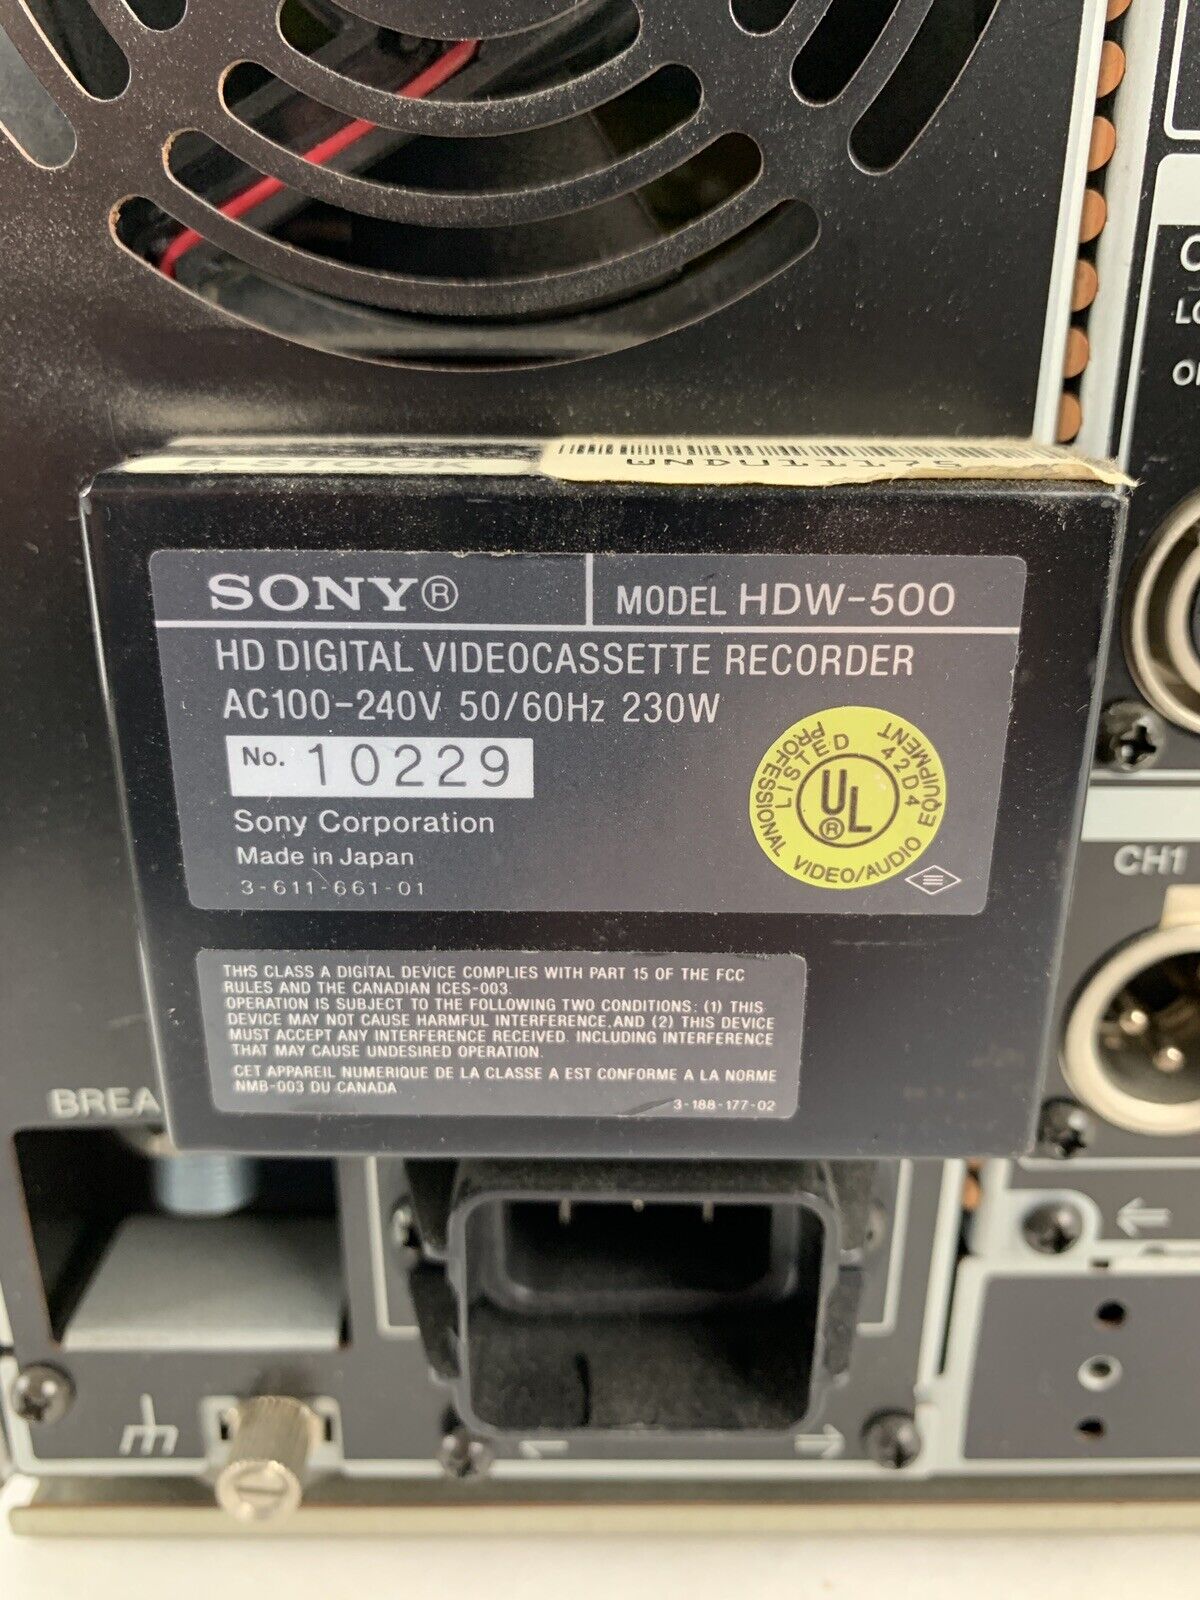 SONY®
MODEL HDW-500
HD DIGITAL VIDEOCASSETTE RECORDER
AC100-240V 50/60Hz 230W
No. 10229
Sony Corporation
Made in Japan
3-611-661-01
LISTED 42D4
UL®
PROFESSIONAL VIDEO/AUDIO EQUIPMENT
THIS CLASS A DIGITAL DEVICE COMPLIES WITH PART 15 OF THE FCC
RULES AND THE CANADIAN ICES-003.
OPERATION IS SUBJECT TO THE FOLLOWING TWO CONDITIONS: (1) THIS
DEVICE MAY NOT CAUSE HARMFUL INTERFERENCE, AND (2) THIS DEVICE
MUST ACCEPT ANY INTERFERENCE RECEIVED. INCLUDING INTERFERENCE
THAT MAY CAUSE UNDESIRED OPERATION.
CET APPAREIL NUMERIQUE DE LA CLASSE A EST CONFORME A LA NORME
NMB-003 DU CANADA
3-188-177-02
CH1
BREA